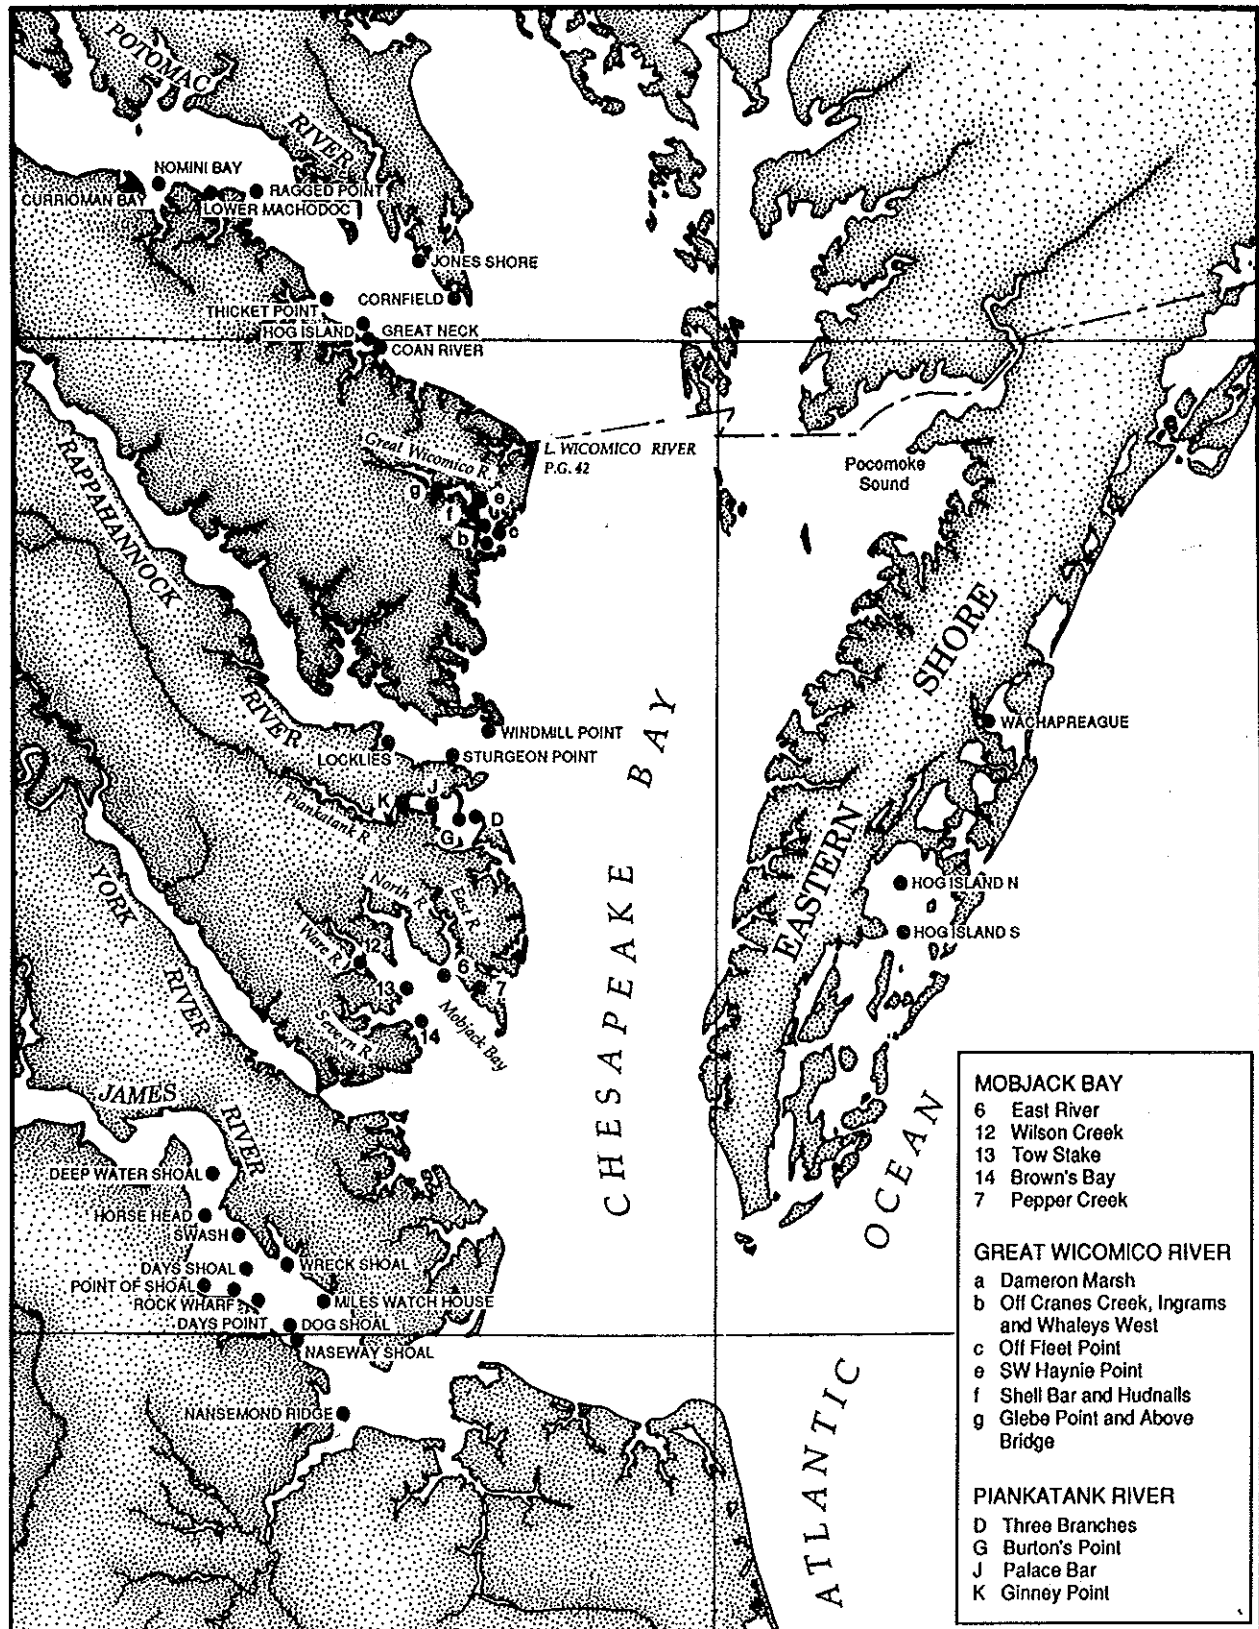 POTOMAC
RIVER
NOMINI BAY
CURRIOMAN BAY
RAGGED POINT
LOWER MACHODOC
JONES SHORE
THICKET POINT
CORNFIELD
HOG ISLAND
GREAT NECK
COAN RIVER
Great Wicomico R.
L. WICOMICO RIVER
P.G. 42
g
e
f
c
b
a
Pocomoke
Sound
RAPPAHANNOCK
RIVER
WINDMILL POINT
LOCKLIES
STURGEON POINT
Piankatank R.
K
J
G
D
CHESAPEAKE BAY
EASTERN SHORE
WACHAPREAGUE
HOG ISLAND N
HOG ISLAND S
YORK
RIVER
North R.
East R.
Ware R.
12
6
13
7
Severn R.
14
Mobjack Bay
JAMES
RIVER
DEEP WATER SHOAL
HORSE HEAD
SWASH
WRECK SHOAL
DAYS SHOAL
POINT OF SHOAL
ROCK WHARF
MILES WATCH HOUSE
DAYS POINT
DOG SHOAL
NASEWAY SHOAL
NANSEMOND RIDGE
ATLANTIC OCEAN
MOBJACK BAY
6 East River
12 Wilson Creek
13 Tow Stake
14 Brown's Bay
7 Pepper Creek
GREAT WICOMICO RIVER
a Dameron Marsh
b Off Cranes Creek, Ingrams
and Whaleys West
c Off Fleet Point
e SW Haynie Point
f Shell Bar and Hudnalls
g Glebe Point and Above
Bridge
PIANKATANK RIVER
D Three Branches
G Burton's Point
J Palace Bar
K Ginney Point